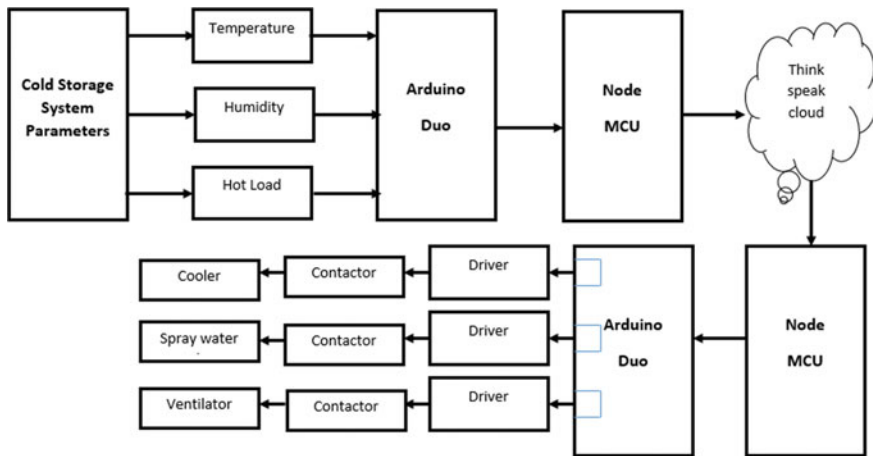 Temperature
Cold Storage
System
Parameters
Humidity
Hot Load
Arduino
Duo
Node
MCU
Think
speak
cloud
Cooler
Contactor
Driver
Spray water
Contactor
Driver
Ventilator
Contactor
Driver
Arduino
Duo
Node
MCU